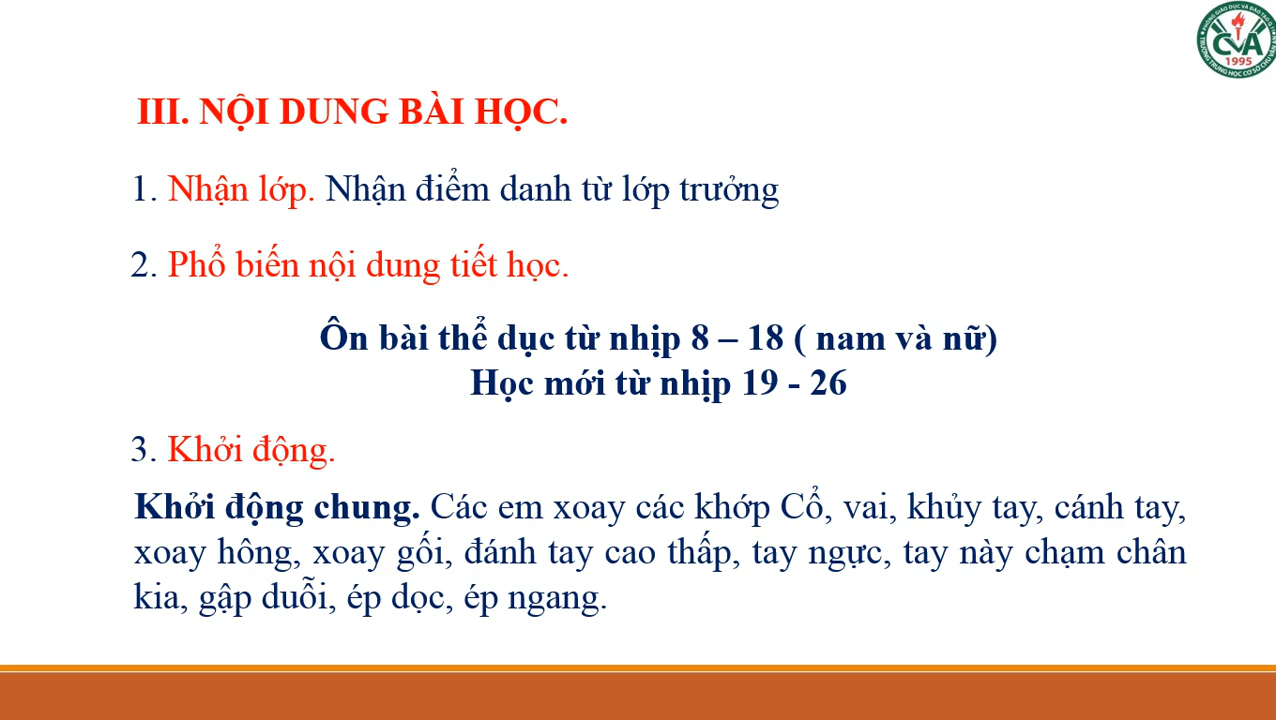 CVA
1995
III. NỘI DUNG BÀI HỌC.
1. Nhận lớp. Nhận điểm danh từ lớp trưởng
2. Phổ biến nội dung tiết học.
Ôn bài thể dục từ nhịp 8 – 18 ( nam và nữ)
Học mới từ nhịp 19 - 26
3. Khởi động.
Khởi động chung. Các em xoay các khớp Cổ, vai, khủy tay, cánh tay,
xoay hông, xoay gối, đánh tay cao thấp, tay ngực, tay này chạm chân
kia, gập duỗi, ép dọc, ép ngang.